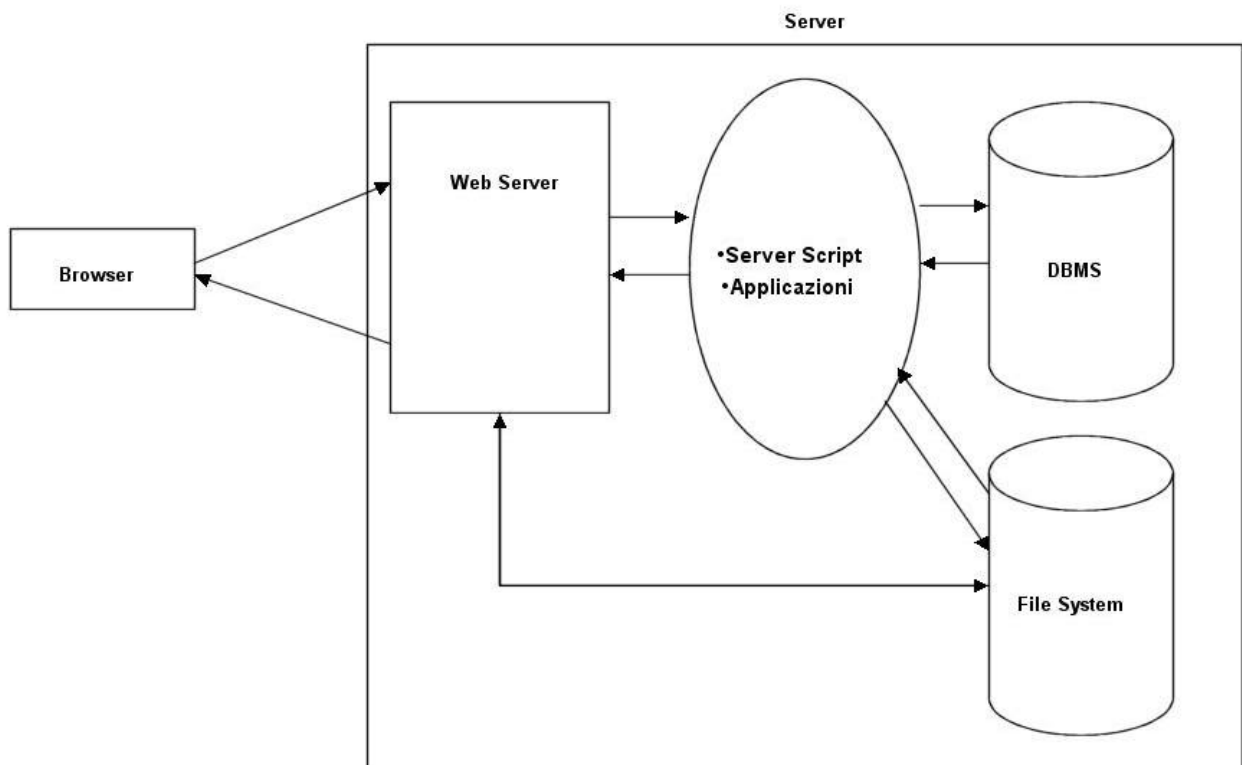 Server
Web Server
Browser
•Server Script
•Applicazioni
DBMS
File System